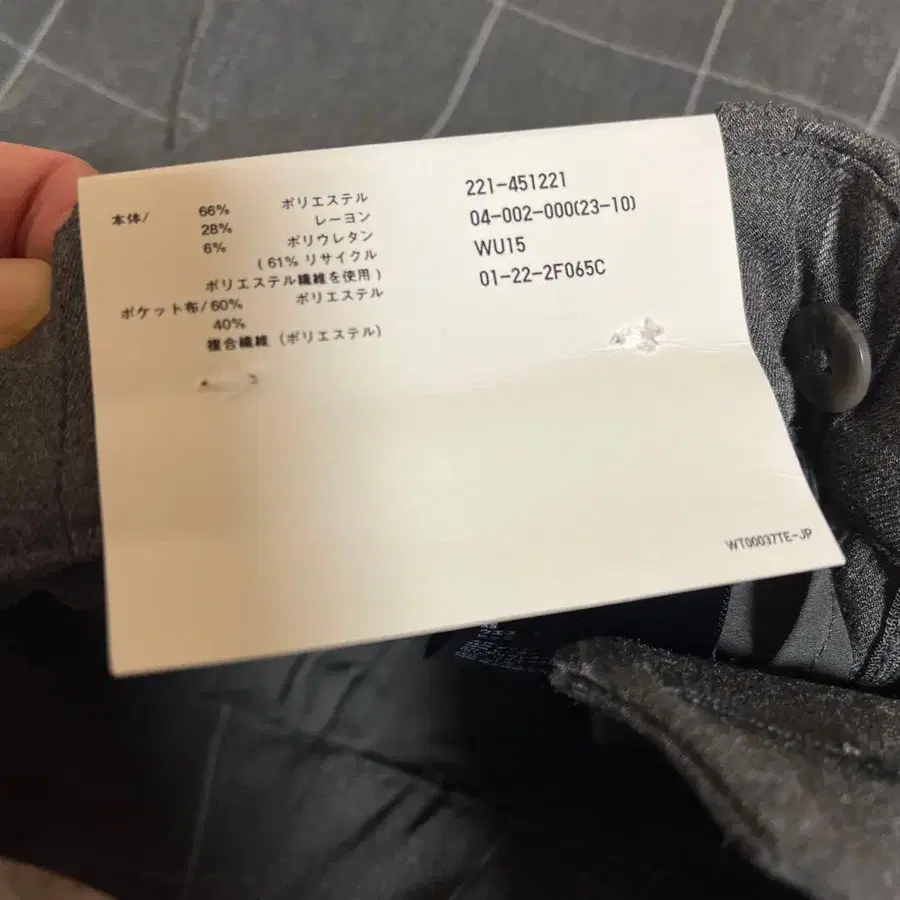 本体/ 66% ポリエステル
28% レーヨン
6% ポリウレタン
(61% リサイクル
ポリエステル繊維を使用)
ポケット布/60% ポリエステル
40%
複合繊維 (ポリエステル)
221-451221
04-002-000(23-10)
WU15
01-22-2F065C
WT00037TE-JP